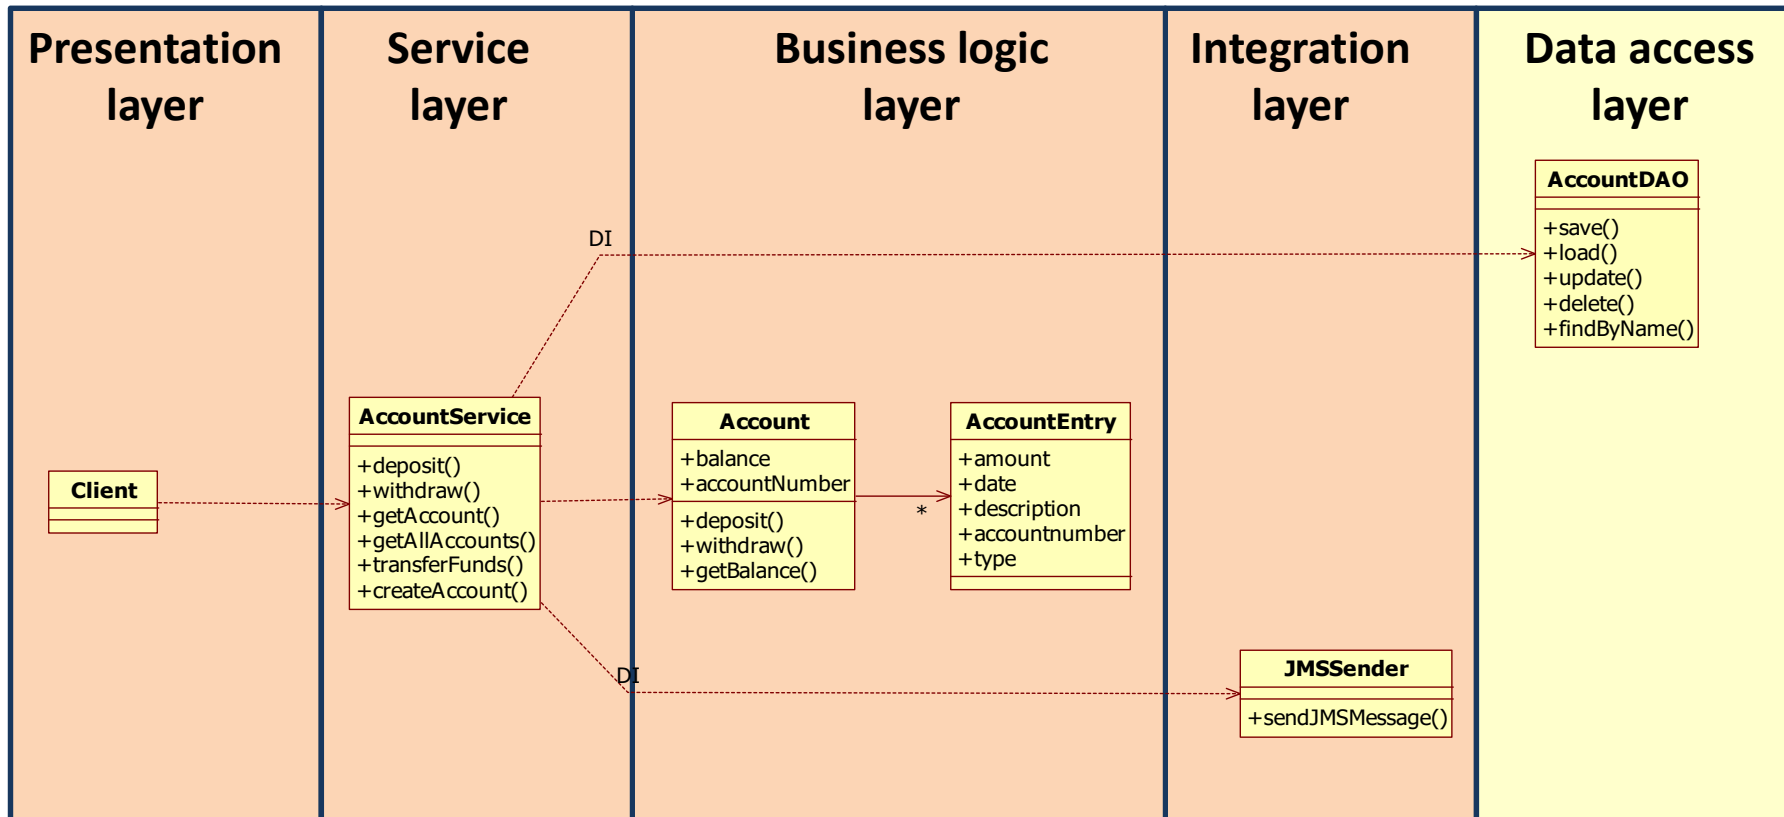 Presentation
layer
Service
layer
Business logic
layer
Integration
layer
Data access
layer
AccountDAO
+save()
+load()
+update()
+delete()
+findByName()
DI
AccountService
+deposit()
+withdraw()
+getAccount()
+getAllAccounts()
+transferFunds()
+createAccount()
Account
+balance
+accountNumber
+deposit()
+withdraw()
+getBalance()
*
AccountEntry
+amount
+date
+description
+accountnumber
+type
Client
DI
JMSSender
+sendJMSMessage()